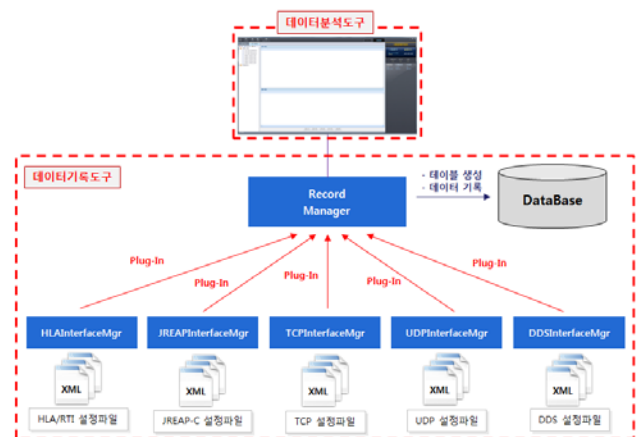 데이터분석도구
데이터기록도구
Record
Manager
- 테이블 생성
- 데이터 기록
DataBase
Plug-In
Plug-In
Plug-In
Plug-In
Plug-In
HLAInterfaceMgr
JREAPInterfaceMgr
TCPInterfaceMgr
UDPInterfaceMgr
DDSInterfaceMgr
XML
XML
XML
XML
XML
HLA/RTI 설정파일
JREAP-C 설정파일
TCP 설정파일
UDP 설정파일
DDS 설정파일